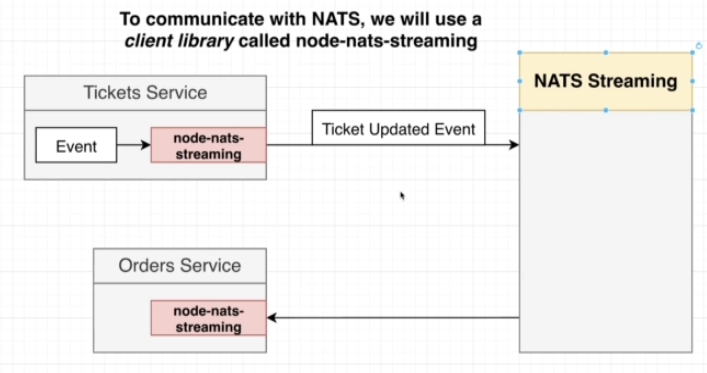 To communicate with NATS, we will use a
client library called node-nats-streaming
NATS Streaming
Tickets Service
Event
node-nats-
streaming
Ticket Updated Event
Orders Service
node-nats-
streaming